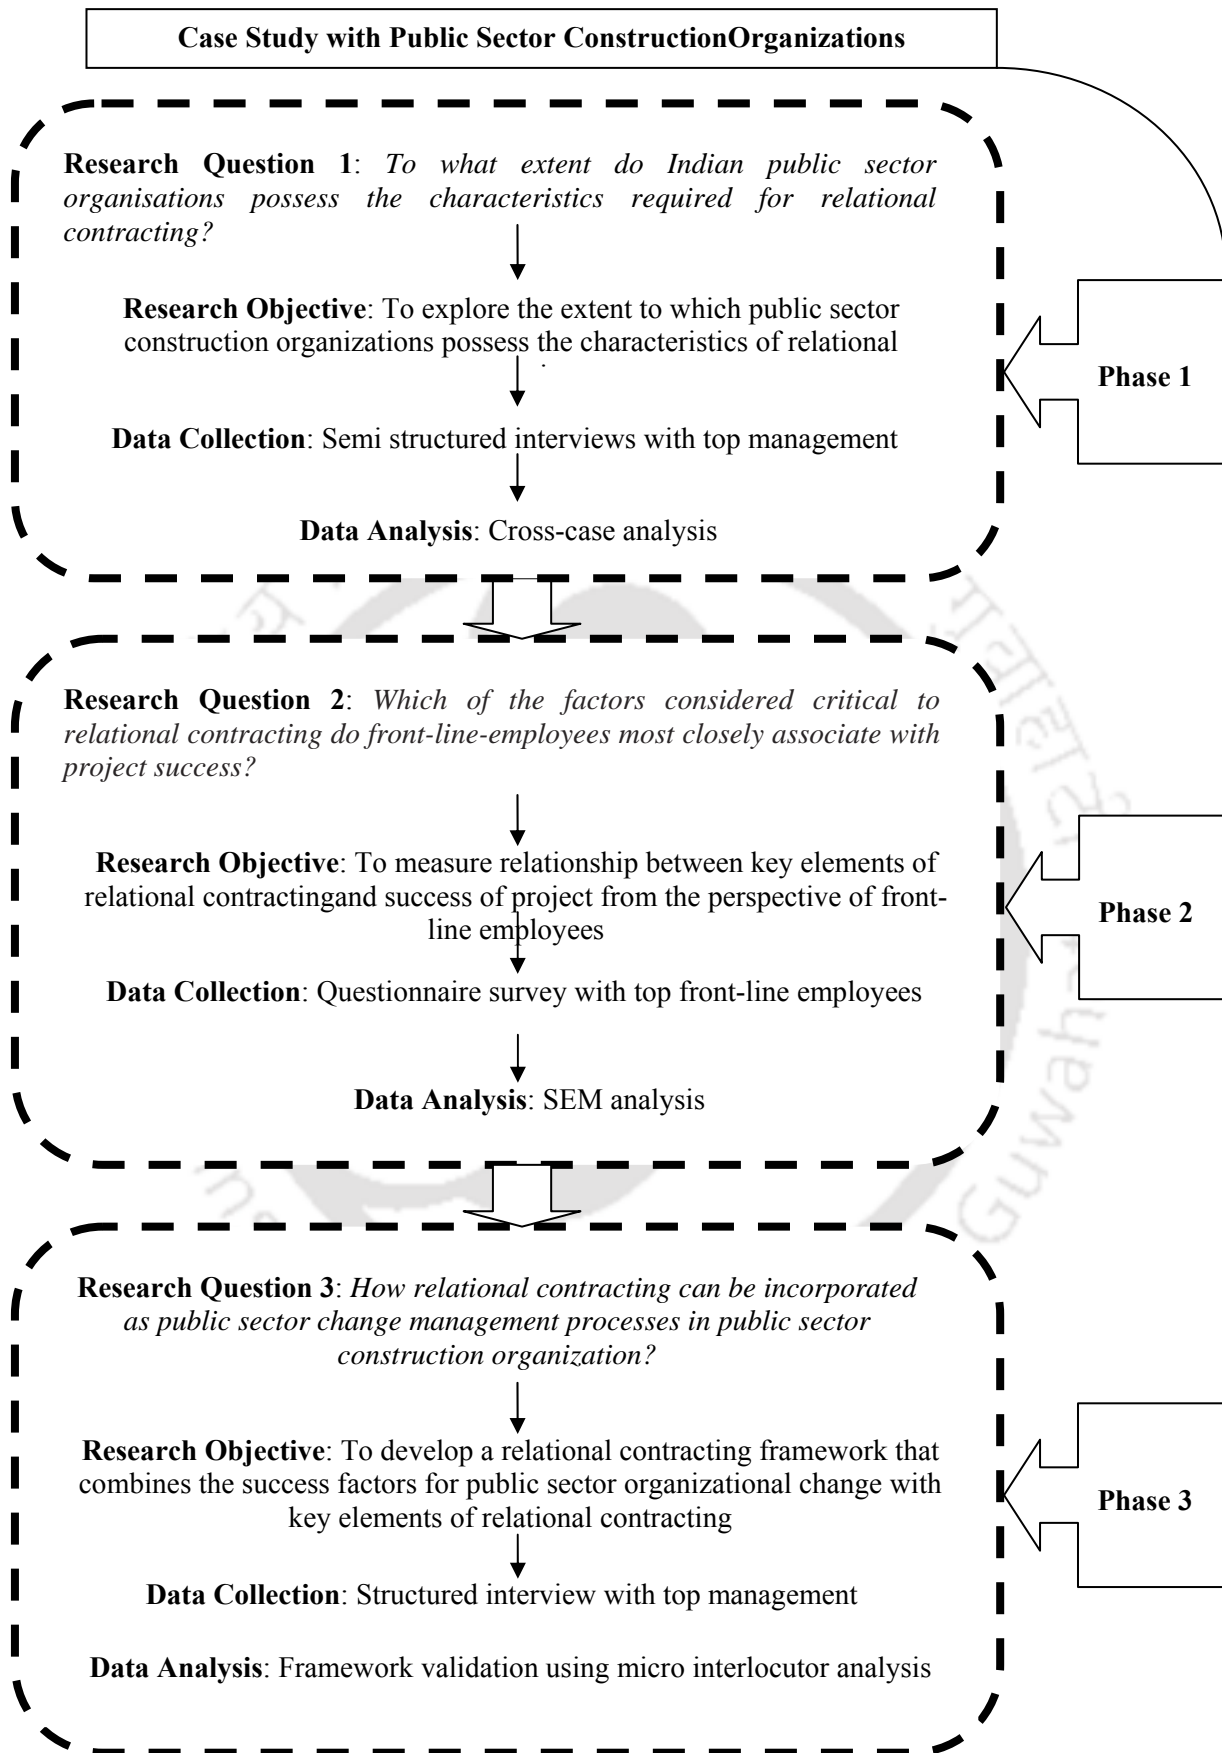 Case Study with Public Sector ConstructionOrganizations
Research Question 1: To what extent do Indian public sector
organisations possess the characteristics required for relational
contracting?
Research Objective: To explore the extent to which public sector
construction organizations possess the characteristics of relational
Data Collection: Semi structured interviews with top management
Data Analysis: Cross-case analysis
Phase 1
Research Question 2: Which of the factors considered critical to
relational contracting do front-line-employees most closely associate with
project success?
Research Objective: To measure relationship between key elements of
relational contractingand success of project from the perspective of front-
line employees
Data Collection: Questionnaire survey with top front-line employees
Data Analysis: SEM analysis
Phase 2
Research Question 3: How relational contracting can be incorporated
as public sector change management processes in public sector
construction organization?
Research Objective: To develop a relational contracting framework that
combines the success factors for public sector organizational change with
key elements of relational contracting
Data Collection: Structured interview with top management
Data Analysis: Framework validation using micro interlocutor analysis
Phase 3